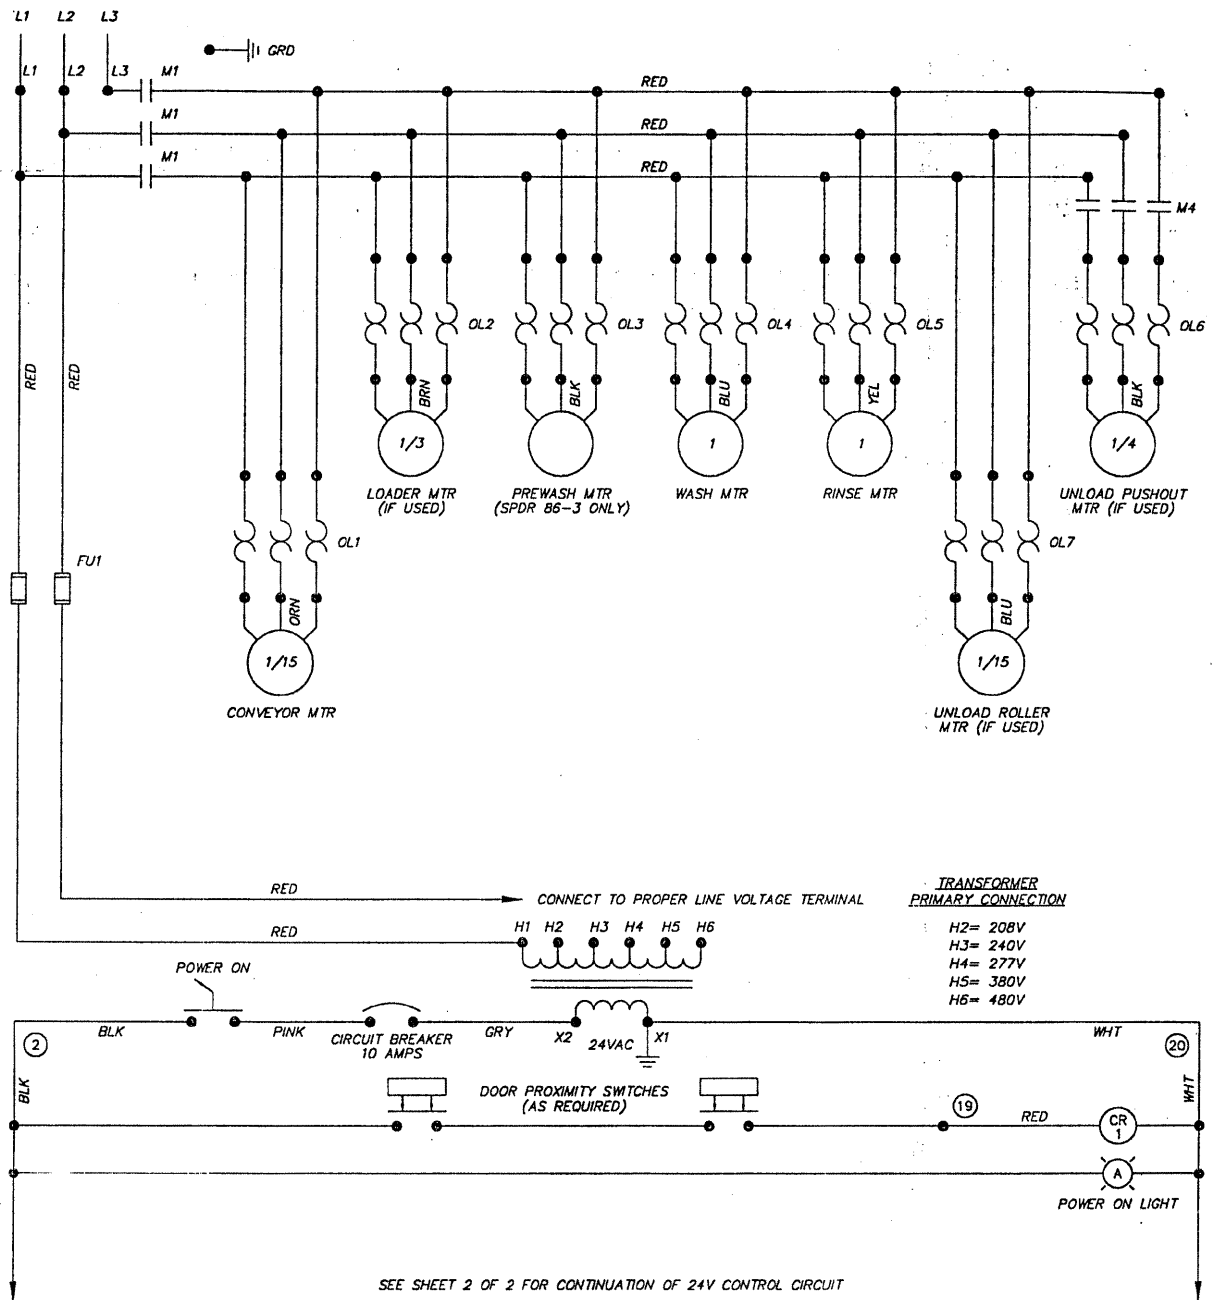 L1 L2 L3
GRD
L1 L2 L3 M1
RED
M1
RED
M1
RED
M4
OL2 OL3 OL4 OL5 OL6
RED RED
BRN BLK BLU YEL BLK
1/3 1 1 1/4
LOADER MTR
(IF USED)
PREWASH MTR
(SPDR 86-3 ONLY)
WASH MTR
RINSE MTR
UNLOAD PUSHOUT
MTR (IF USED)
OL1 OL7
FU1
ORN BLU
1/15 1/15
CONVEYOR MTR
UNLOAD ROLLER
MTR (IF USED)
RED
CONNECT TO PROPER LINE VOLTAGE TERMINAL
TRANSFORMER
PRIMARY CONNECTION
H2= 208V
H3= 240V
H4= 277V
H5= 380V
H6= 480V
RED
H1 H2 H3 H4 H5 H6
POWER ON
BLK PINK
CIRCUIT BREAKER
10 AMPS
GRY X2 24VAC X1 WHT
2 20
BLK WHT
DOOR PROXIMITY SWITCHES
(AS REQUIRED)
19 RED CR
1
A
POWER ON LIGHT
SEE SHEET 2 OF 2 FOR CONTINUATION OF 24V CONTROL CIRCUIT